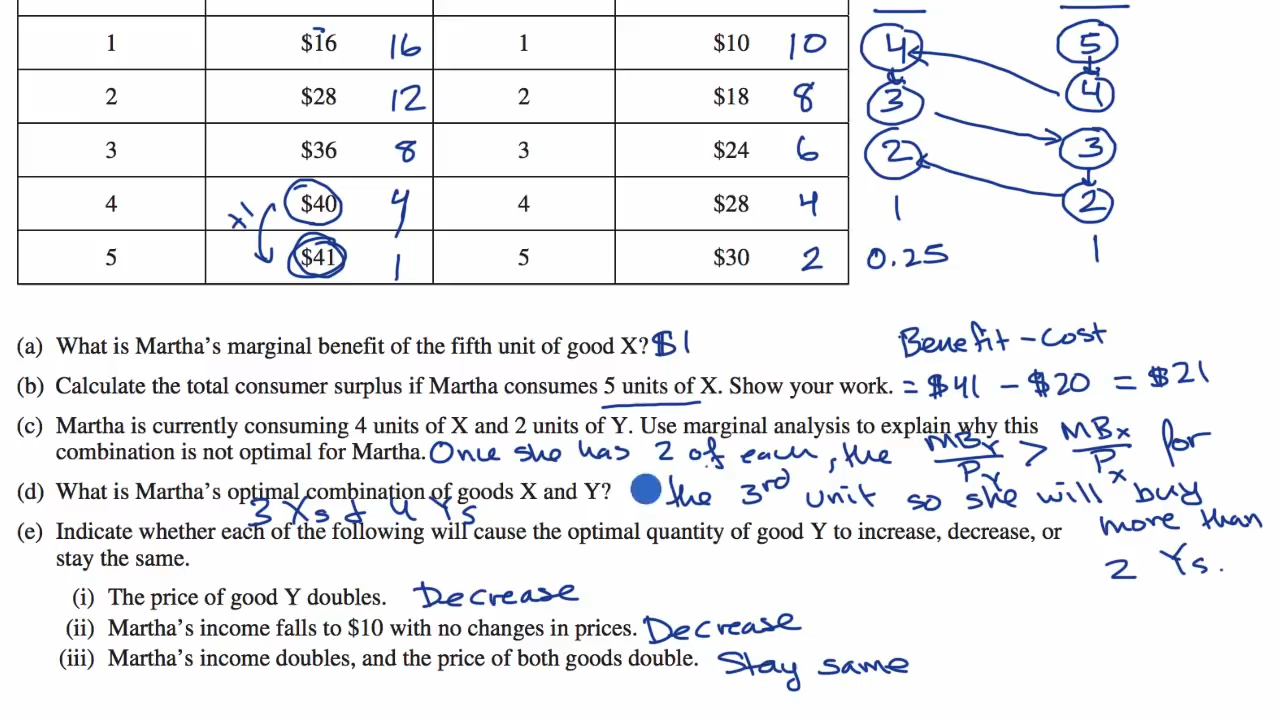 1 $16 16 1 $10 10 4 5
2 $28 12 2 $18 8 3 4
3 $36 8 3 $24 6 2 3
4 $40 4 4 $28 4 1 2
x1
5 $41 1 5 $30 2 0.25 1
Benefit - Cost
(a) What is Martha's marginal benefit of the fifth unit of good X? $1
(b) Calculate the total consumer surplus if Martha consumes 5 units of X. Show your work. = $41 - $20 = $21
(c) Martha is currently consuming 4 units of X and 2 units of Y. Use marginal analysis to explain why this
combination is not optimal for Martha. Once she has 2 of each, the MBY/PY > MBX/PX for
(d) What is Martha's optimal combination of goods X and Y? the 3rd unit so she will buy
3 Xs & 4 Ys
more than
2 Ys.
(e) Indicate whether each of the following will cause the optimal quantity of good Y to increase, decrease, or
stay the same.
(i) The price of good Y doubles. Decrease
(ii) Martha's income falls to $10 with no changes in prices. Decrease
(iii) Martha's income doubles, and the price of both goods double. Stay same